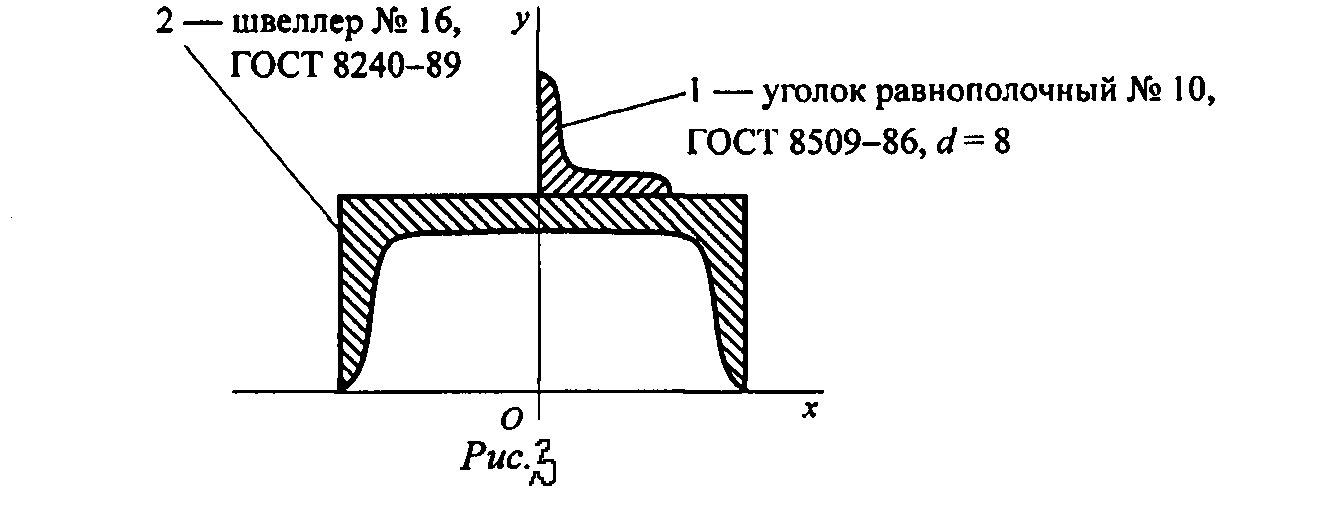 2 — швеллер № 16,
ГОСТ 8240–89
y
1 — уголок равнополочный № 10,
ГОСТ 8509–86, d = 8
O
x
Рис.